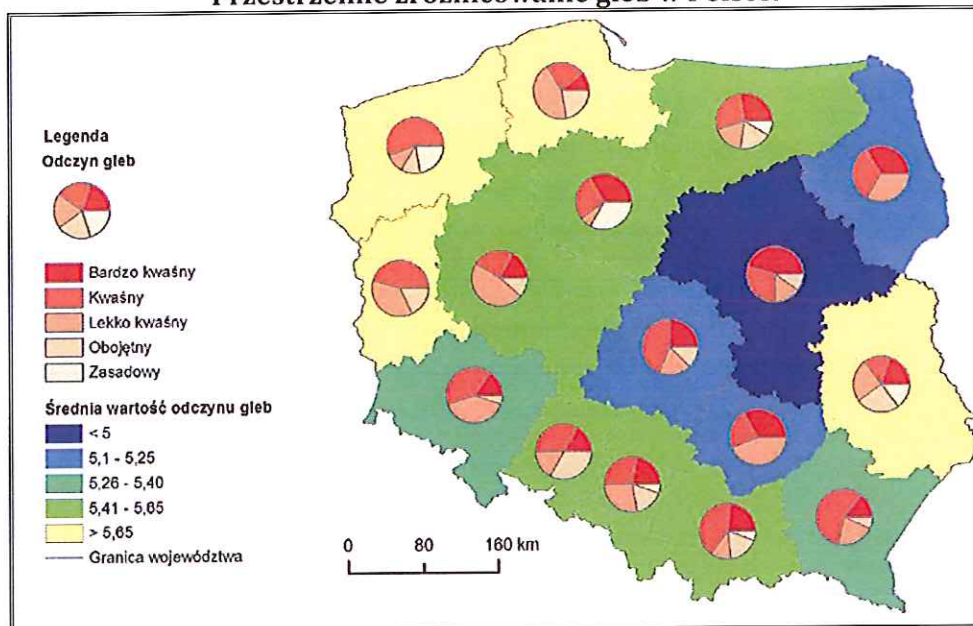 Legenda
Odczyn gleb
Bardzo kwaśny
Kwaśny
Lekko kwaśny
Obojętny
Zasadowy
Średnia wartość odczynu gleb
< 5
5,1 - 5,25
5,26 - 5,40
5,41 - 5,65
> 5,65
Granica województwa
0 80 160 km